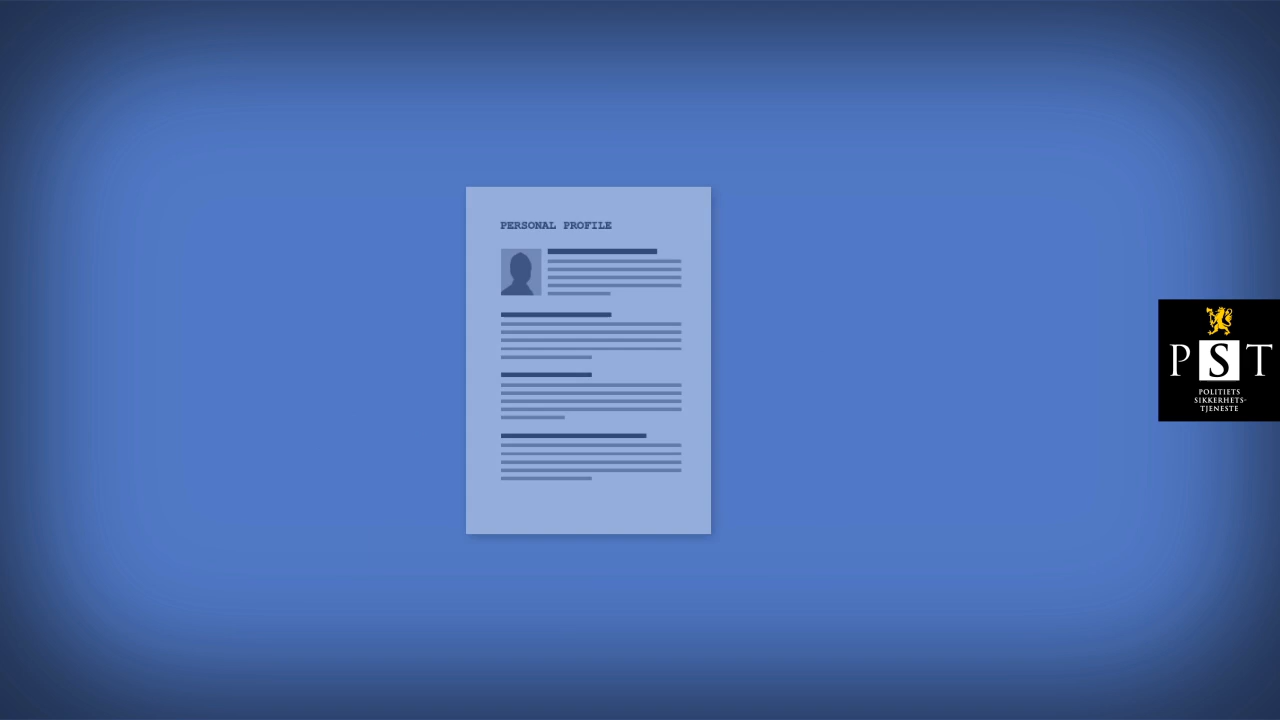 PERSONAL PROFILE
PST
POLITIETS
SIKKERHETS-
TJENESTE